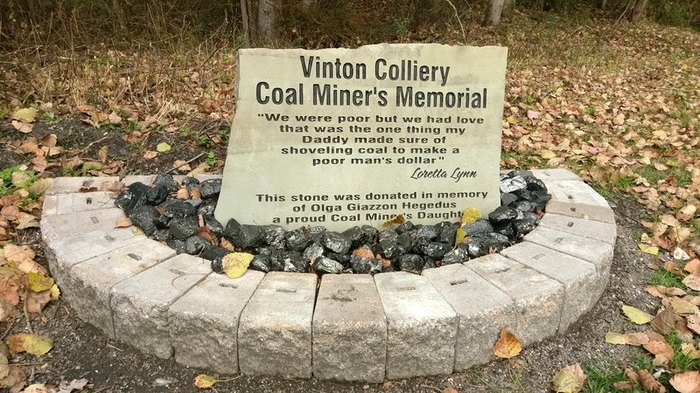 Vinton Colliery
Coal Miner's Memorial
"We were poor but we had love
that was the one thing my
Daddy made sure of
shoveling coal to make a
poor man's dollar"
Loretta Lynn
This stone was donated in memory
of Olga Giazzon Hegedus
a proud Coal Miner's Daughter